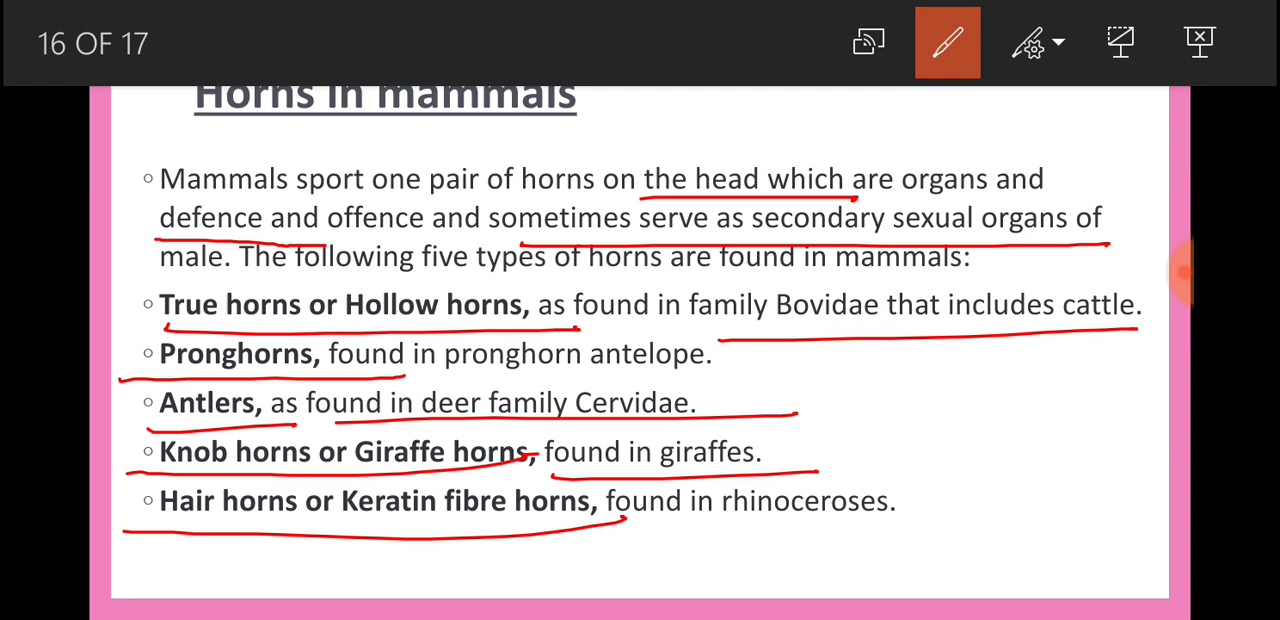 16 OF 17
Horns in mammals
◦ Mammals sport one pair of horns on the head which are organs and
defence and offence and sometimes serve as secondary sexual organs of
male. The following five types of horns are found in mammals:
◦ True horns or Hollow horns, as found in family Bovidae that includes cattle.
◦ Pronghorns, found in pronghorn antelope.
◦ Antlers, as found in deer family Cervidae.
◦ Knob horns or Giraffe horns, found in giraffes.
◦ Hair horns or Keratin fibre horns, found in rhinoceroses.